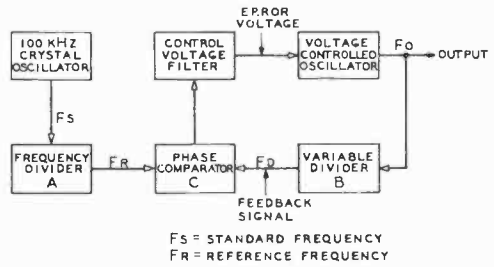 ERROR
VOLTAGE
100 KHZ
CRYSTAL
OSCILLATOR
CONTROL
VOLTAGE
FILTER
VOLTAGE
CONTROLLED
OSCILLATOR
FO
OUTPUT
FS
FREQUENCY
DIVIDER
A
FR
PHASE
COMPARATOR
C
FD
VARIABLE
DIVIDER
B
FEEDBACK
SIGNAL
FS = STANDARD FREQUENCY
FR = REFERENCE FREQUENCY